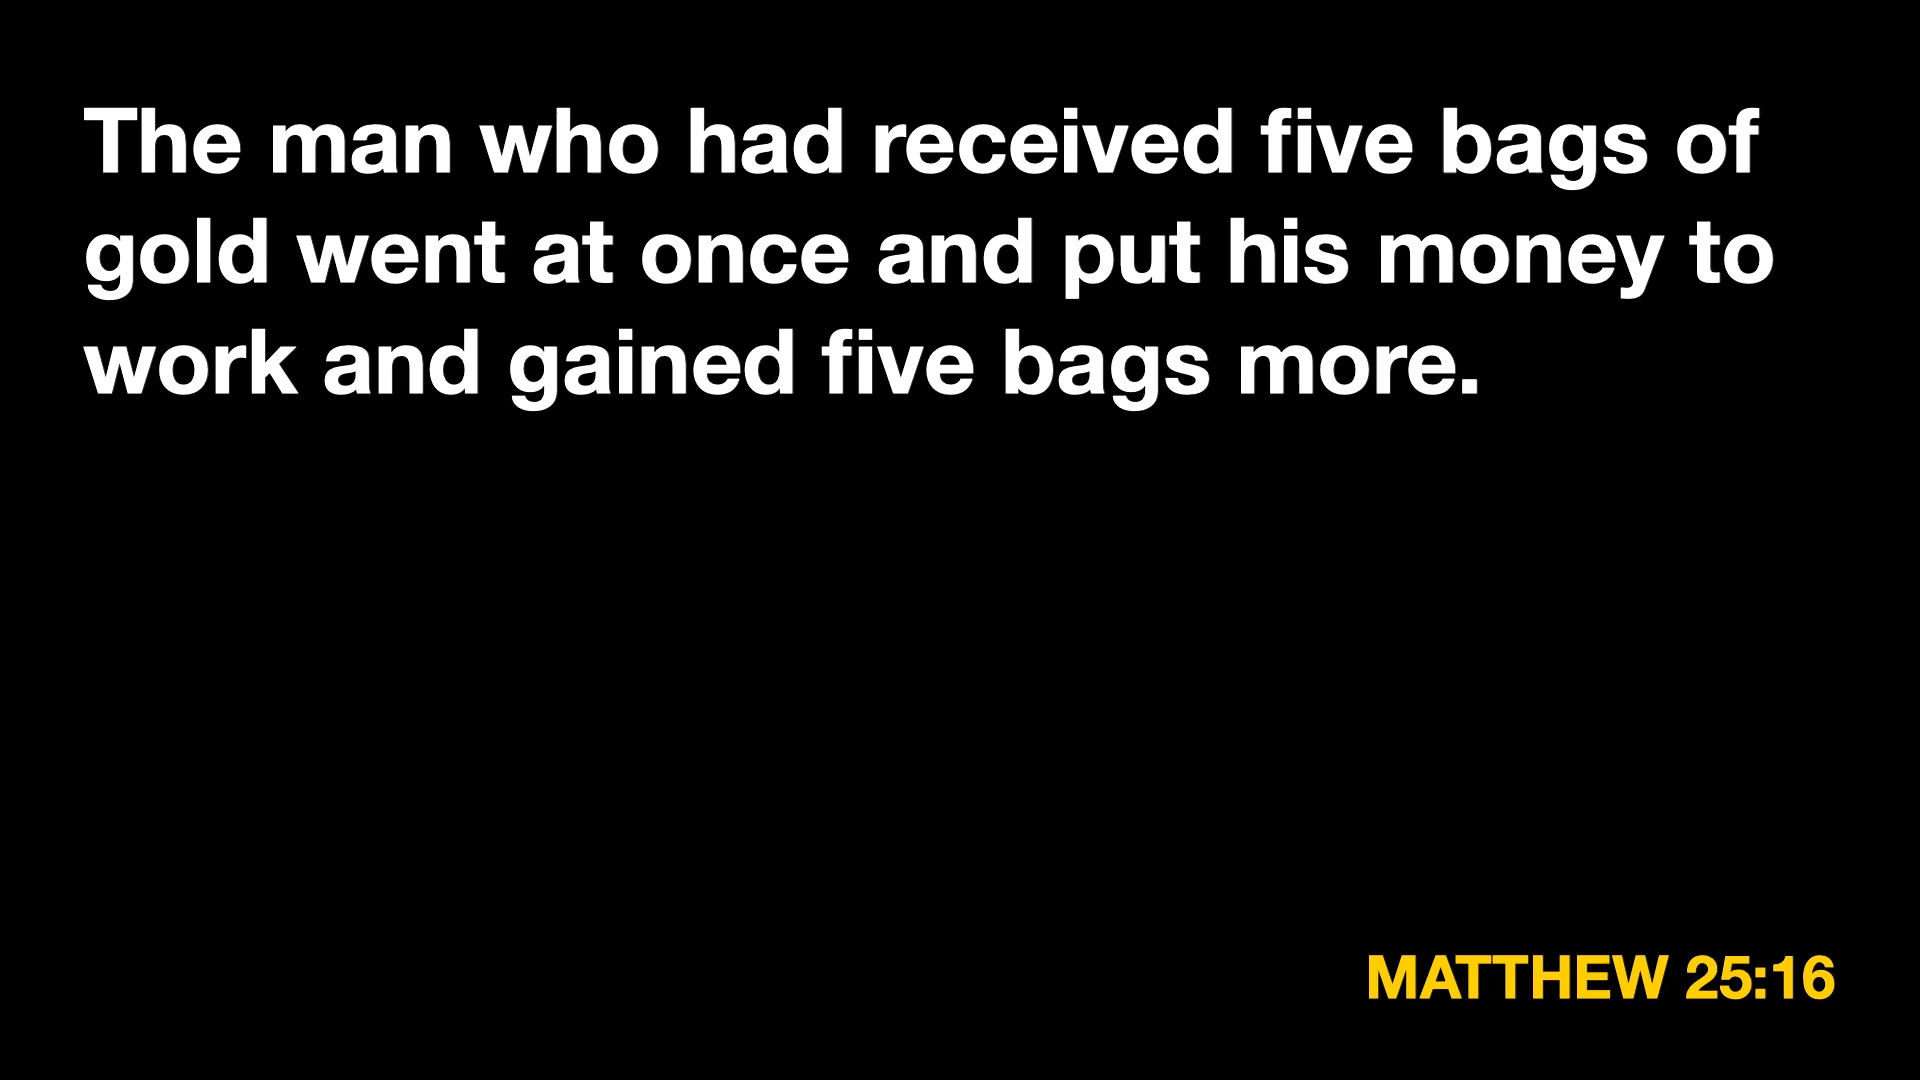 The man who had received five bags of
gold went at once and put his money to
work and gained five bags more.
MATTHEW 25:16